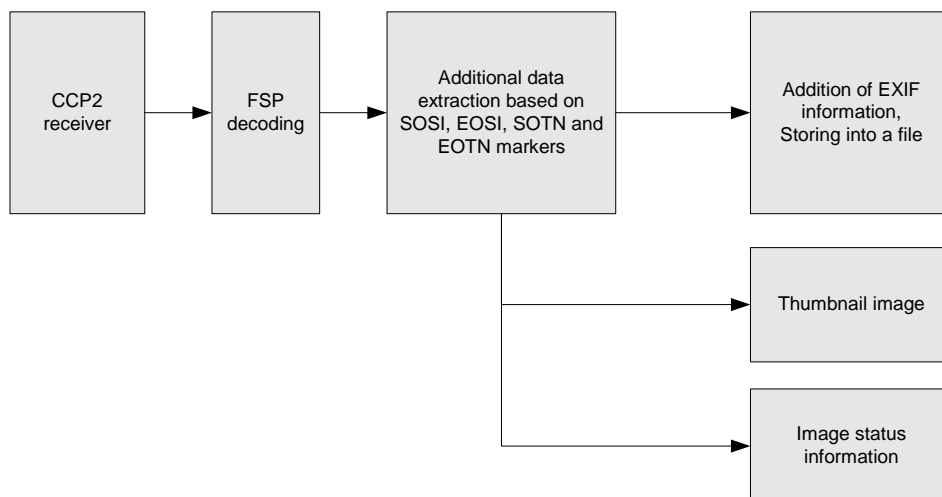 CCP2
receiver
FSP
decoding
Additional data
extraction based on
SOSI, EOSI, SOTN and
EOTN markers
Addition of EXIF
information,
Storing into a file
Thumbnail image
Image status
information